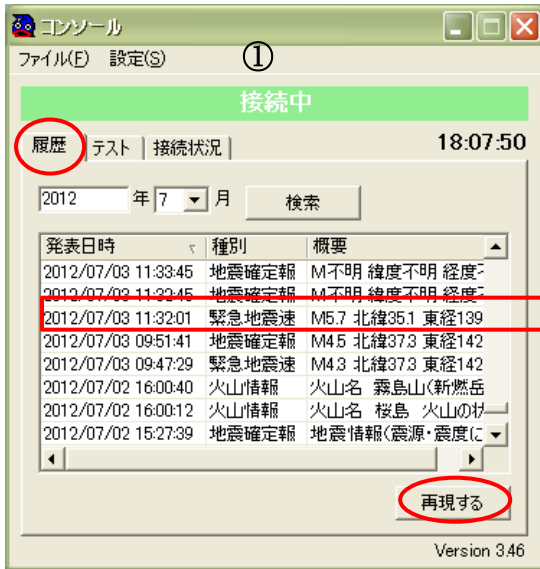 コンソール
ファイル(F) 設定(S) ①
接続中
履歴 テスト 接続状況 18:07:50
2012 年 7 月 検索
発表日時 種別 概要
2012/07/03 11:33:45 地震確定報 M不明 緯度不明 経度
2012/07/03 11:32:45 地震確定報 M不明 緯度不明 経度
2012/07/03 11:32:01 緊急地震速 M5.7 北緯35.1 東経139
2012/07/03 09:51:41 地震確定報 M4.5 北緯37.3 東経142
2012/07/03 09:47:29 緊急地震速 M4.3 北緯37.3 東経142
2012/07/02 16:00:40 火山情報 火山名 霧島山(新燃岳
2012/07/02 16:00:12 火山情報 火山名 桜島 火山の状
2012/07/02 15:27:39 地震確定報 地震情報(震源・震度に
再現する
Version 3.46